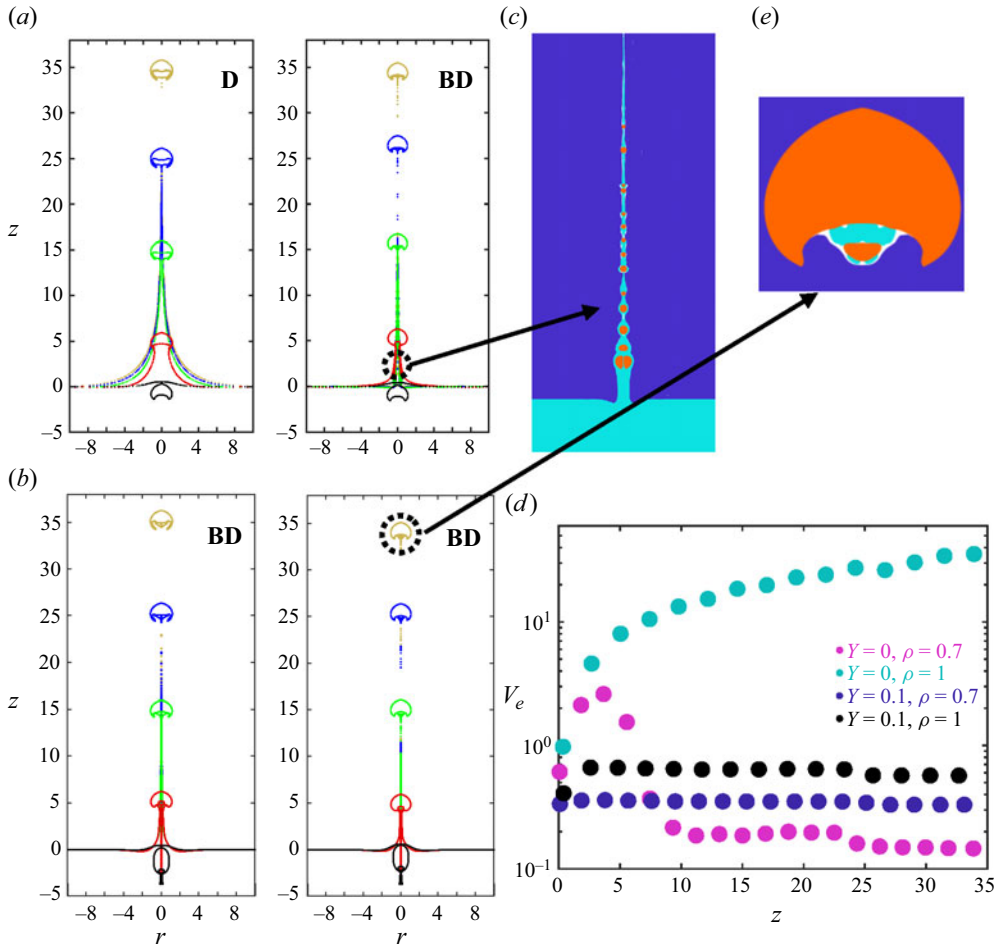 (a)
(c)
(e)
D
BD
z
35
30
25
20
15
10
5
0
−5
35
30
25
20
15
10
5
0
−5
−8 −4 0 4 8
−8 −4 0 4 8
(b)
(d)
BD
BD
z
35
30
25
20
15
10
5
0
−5
35
30
25
20
15
10
5
0
−5
−8 −4 0 4 8
−8 −4 0 4 8
r
r
V_e
10^1
10^0
10^−1
Y = 0, ρ = 0.7
Y = 0, ρ = 1
Y = 0.1, ρ = 0.7
Y = 0.1, ρ = 1
0 5 10 15 20 25 30 35
z